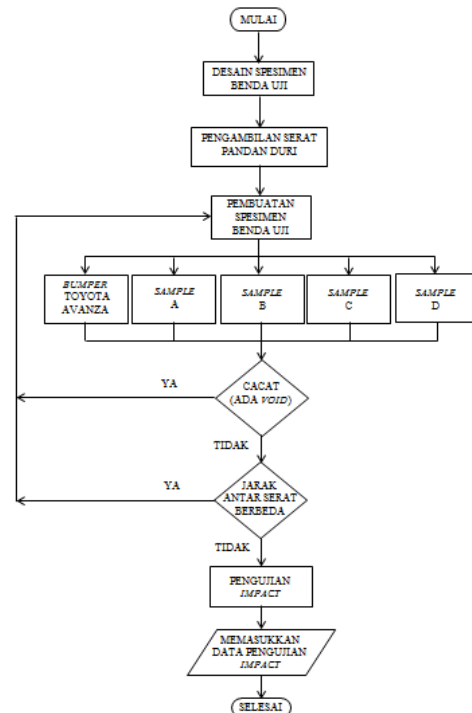 MULAI
DESAIN SPESIMEN
BENDA UJI
PENGAMBILAN SERAT
PANDAN DURI
PEMBUATAN
SPESIMEN
BENDA UJI
BUMPER
TOYOTA
AVANZA
SAMPLE
A
SAMPLE
B
SAMPLE
C
SAMPLE
D
YA
CACAT
(ADA VOID)
TIDAK
YA
JARAK
ANTAR SERAT
BERBEDA
TIDAK
PENGUJIAN
IMPACT
MEMASUKKAN
DATA PENGUJIAN
IMPACT
SELESAI